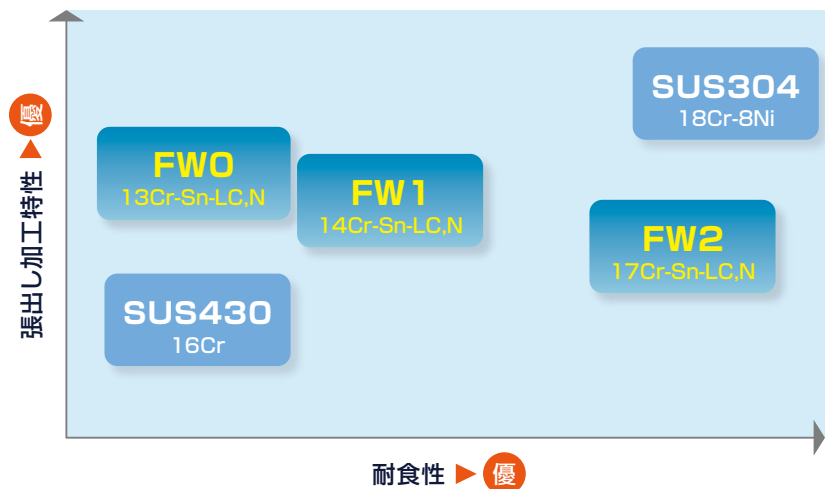 張出し加工特性 ▶ 優
SUS304
18Cr-8Ni
FW0
13Cr-Sn-LC,N
FW1
14Cr-Sn-LC,N
FW2
17Cr-Sn-LC,N
SUS430
16Cr
耐食性 ▶ 優